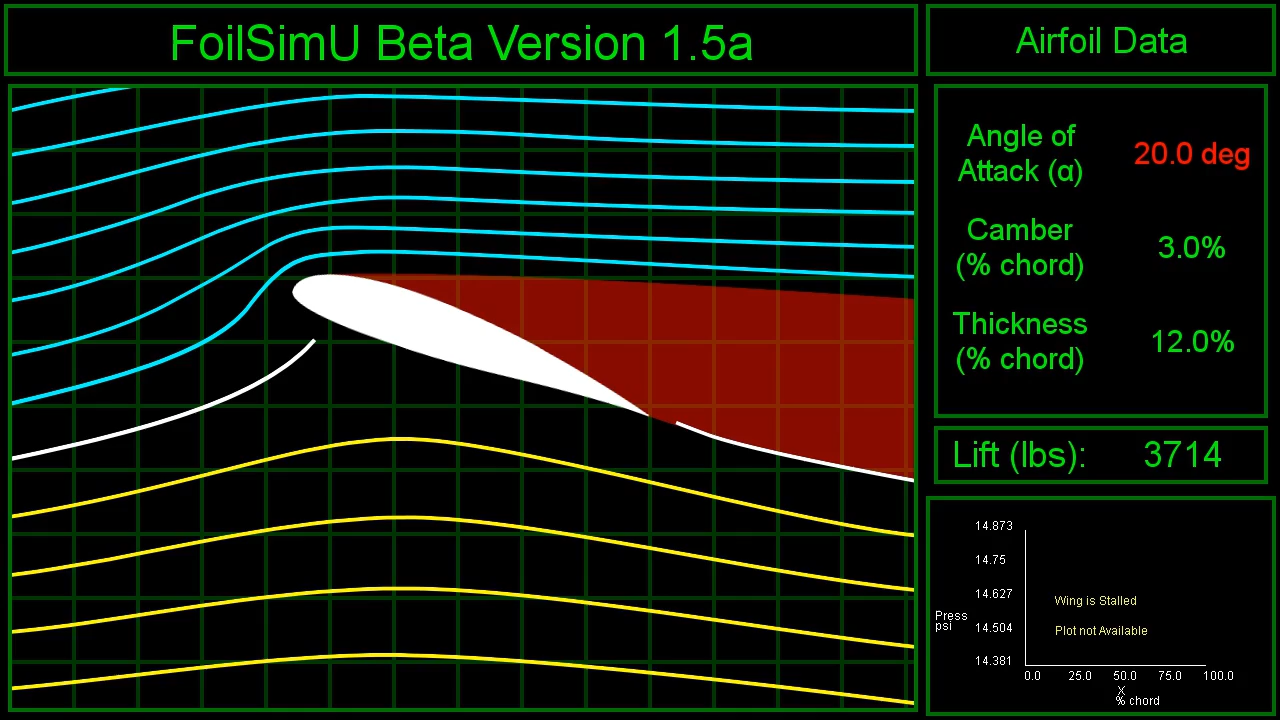 FoilSimU Beta Version 1.5a
Airfoil Data
Angle of
Attack (α)
20.0 deg
Camber
(% chord)
3.0%
Thickness
(% chord)
12.0%
Lift (lbs):
3714
14.873
14.75
14.627
14.504
14.381
Press
psi
Wing is Stalled
Plot not Available
0.0 25.0 50.0 75.0 100.0
X
% chord